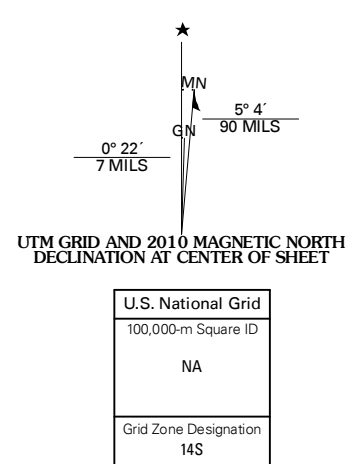 MN
5° 4´
90 MILS
GN
0° 22´
7 MILS
UTM GRID AND 2010 MAGNETIC NORTH
DECLINATION AT CENTER OF SHEET
U.S. National Grid
100,000-m Square ID
NA
Grid Zone Designation
14S